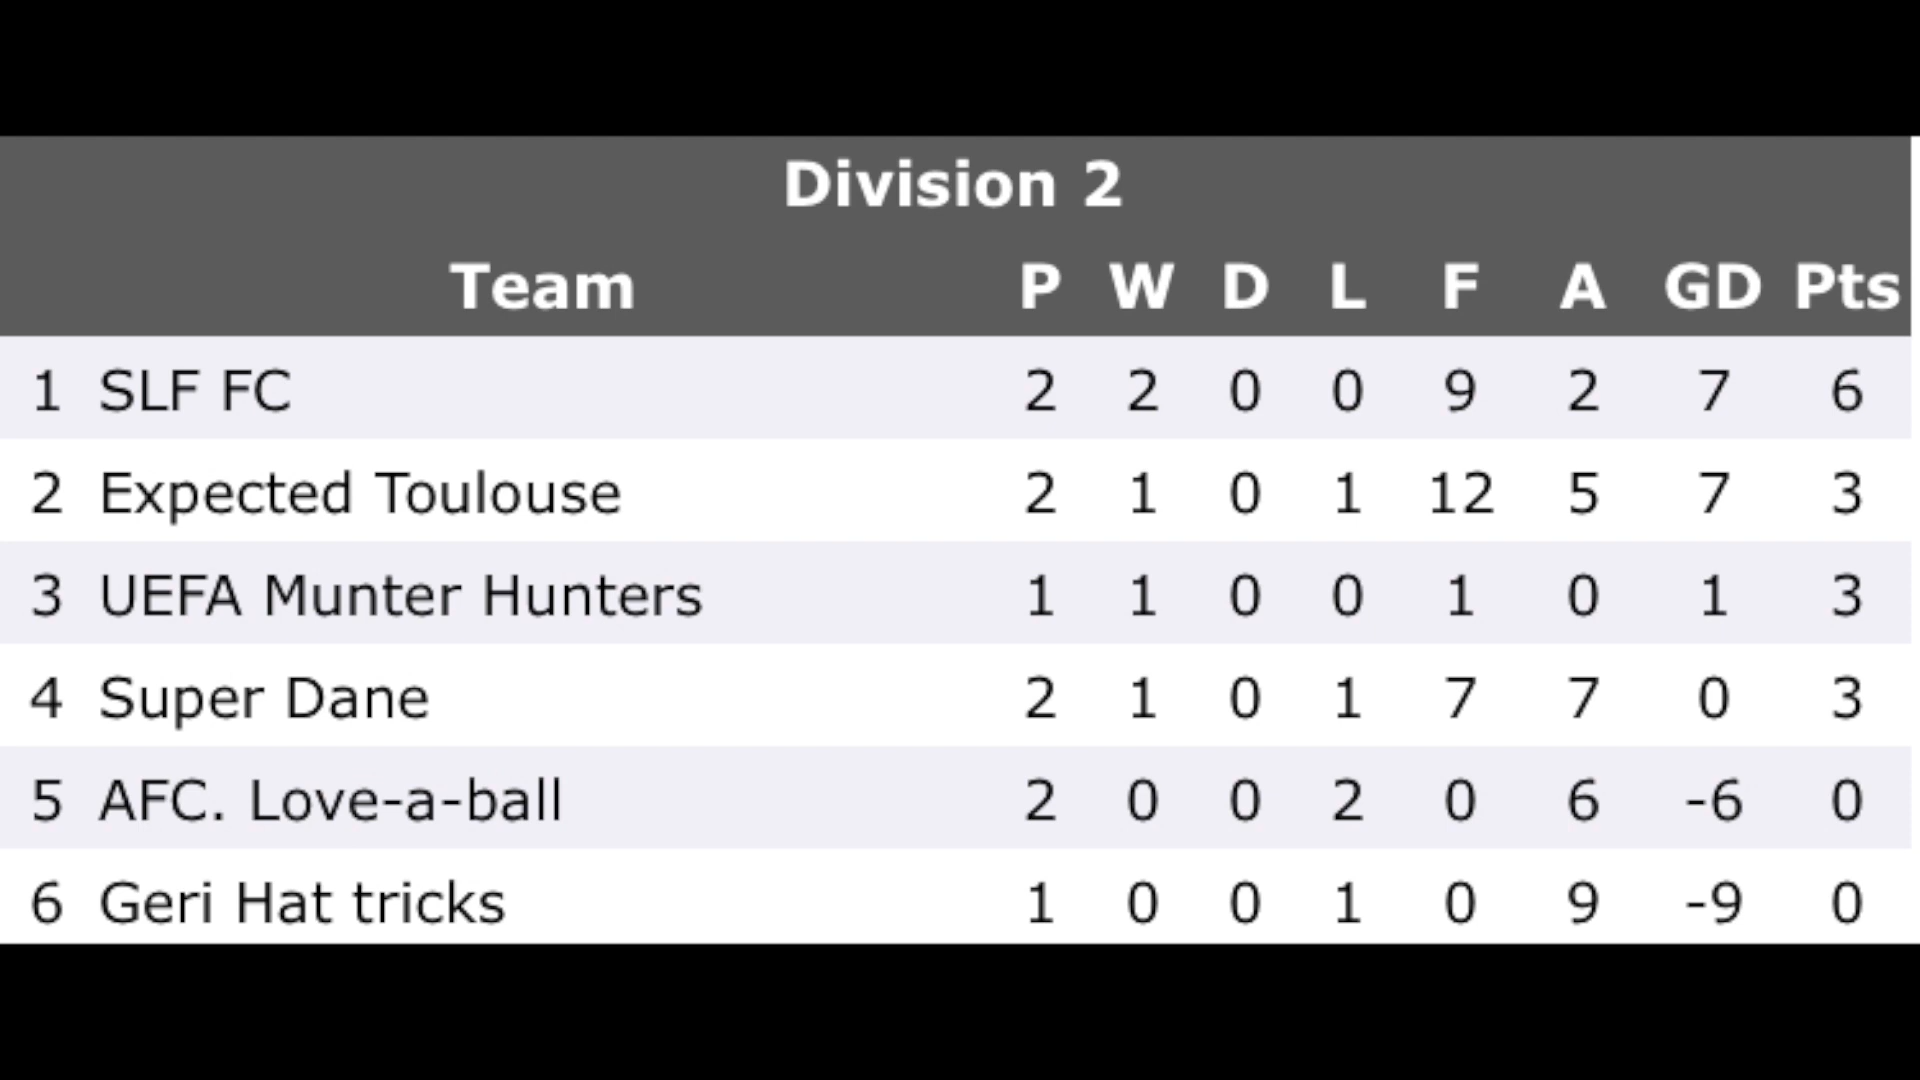 Division 2
Team P W D L F A GD Pts
1 SLF FC 2 2 0 0 9 2 7 6
2 Expected Toulouse 2 1 0 1 12 5 7 3
3 UEFA Munter Hunters 1 1 0 0 1 0 1 3
4 Super Dane 2 1 0 1 7 7 0 3
5 AFC. Love-a-ball 2 0 0 2 0 6 -6 0
6 Geri Hat tricks 1 0 0 1 0 9 -9 0